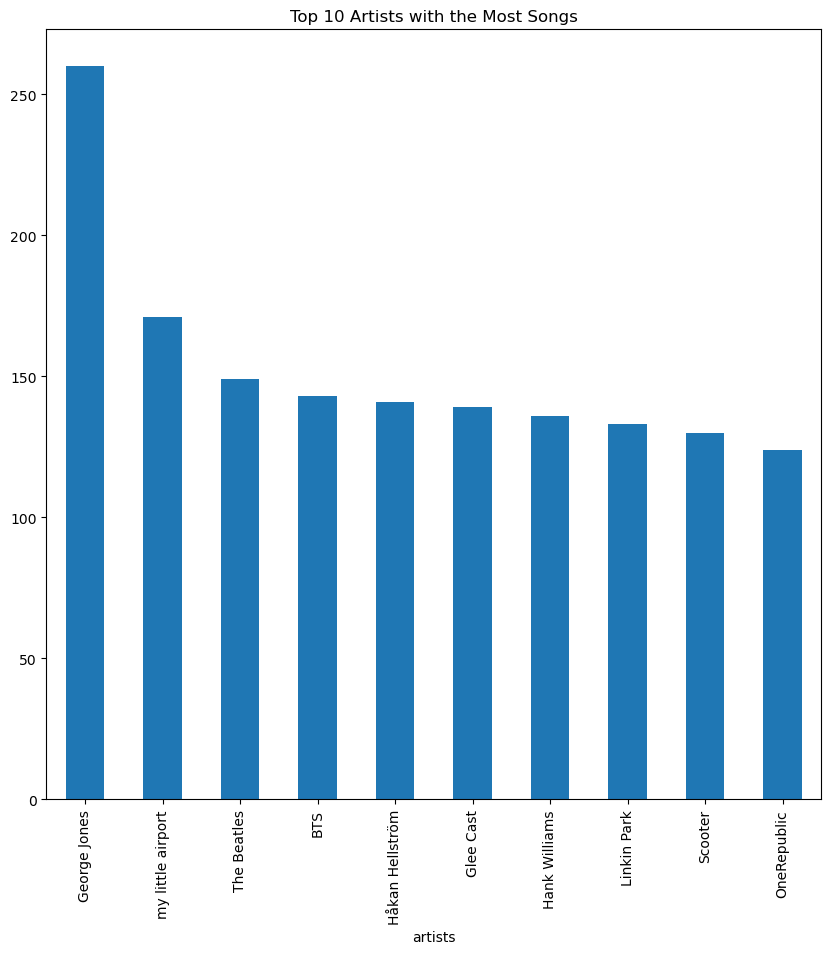 Top 10 Artists with the Most Songs
250
200
150
100
50
0
George Jones
my little airport
The Beatles
BTS
Håkan Hellström
Glee Cast
Hank Williams
Linkin Park
Scooter
OneRepublic
artists